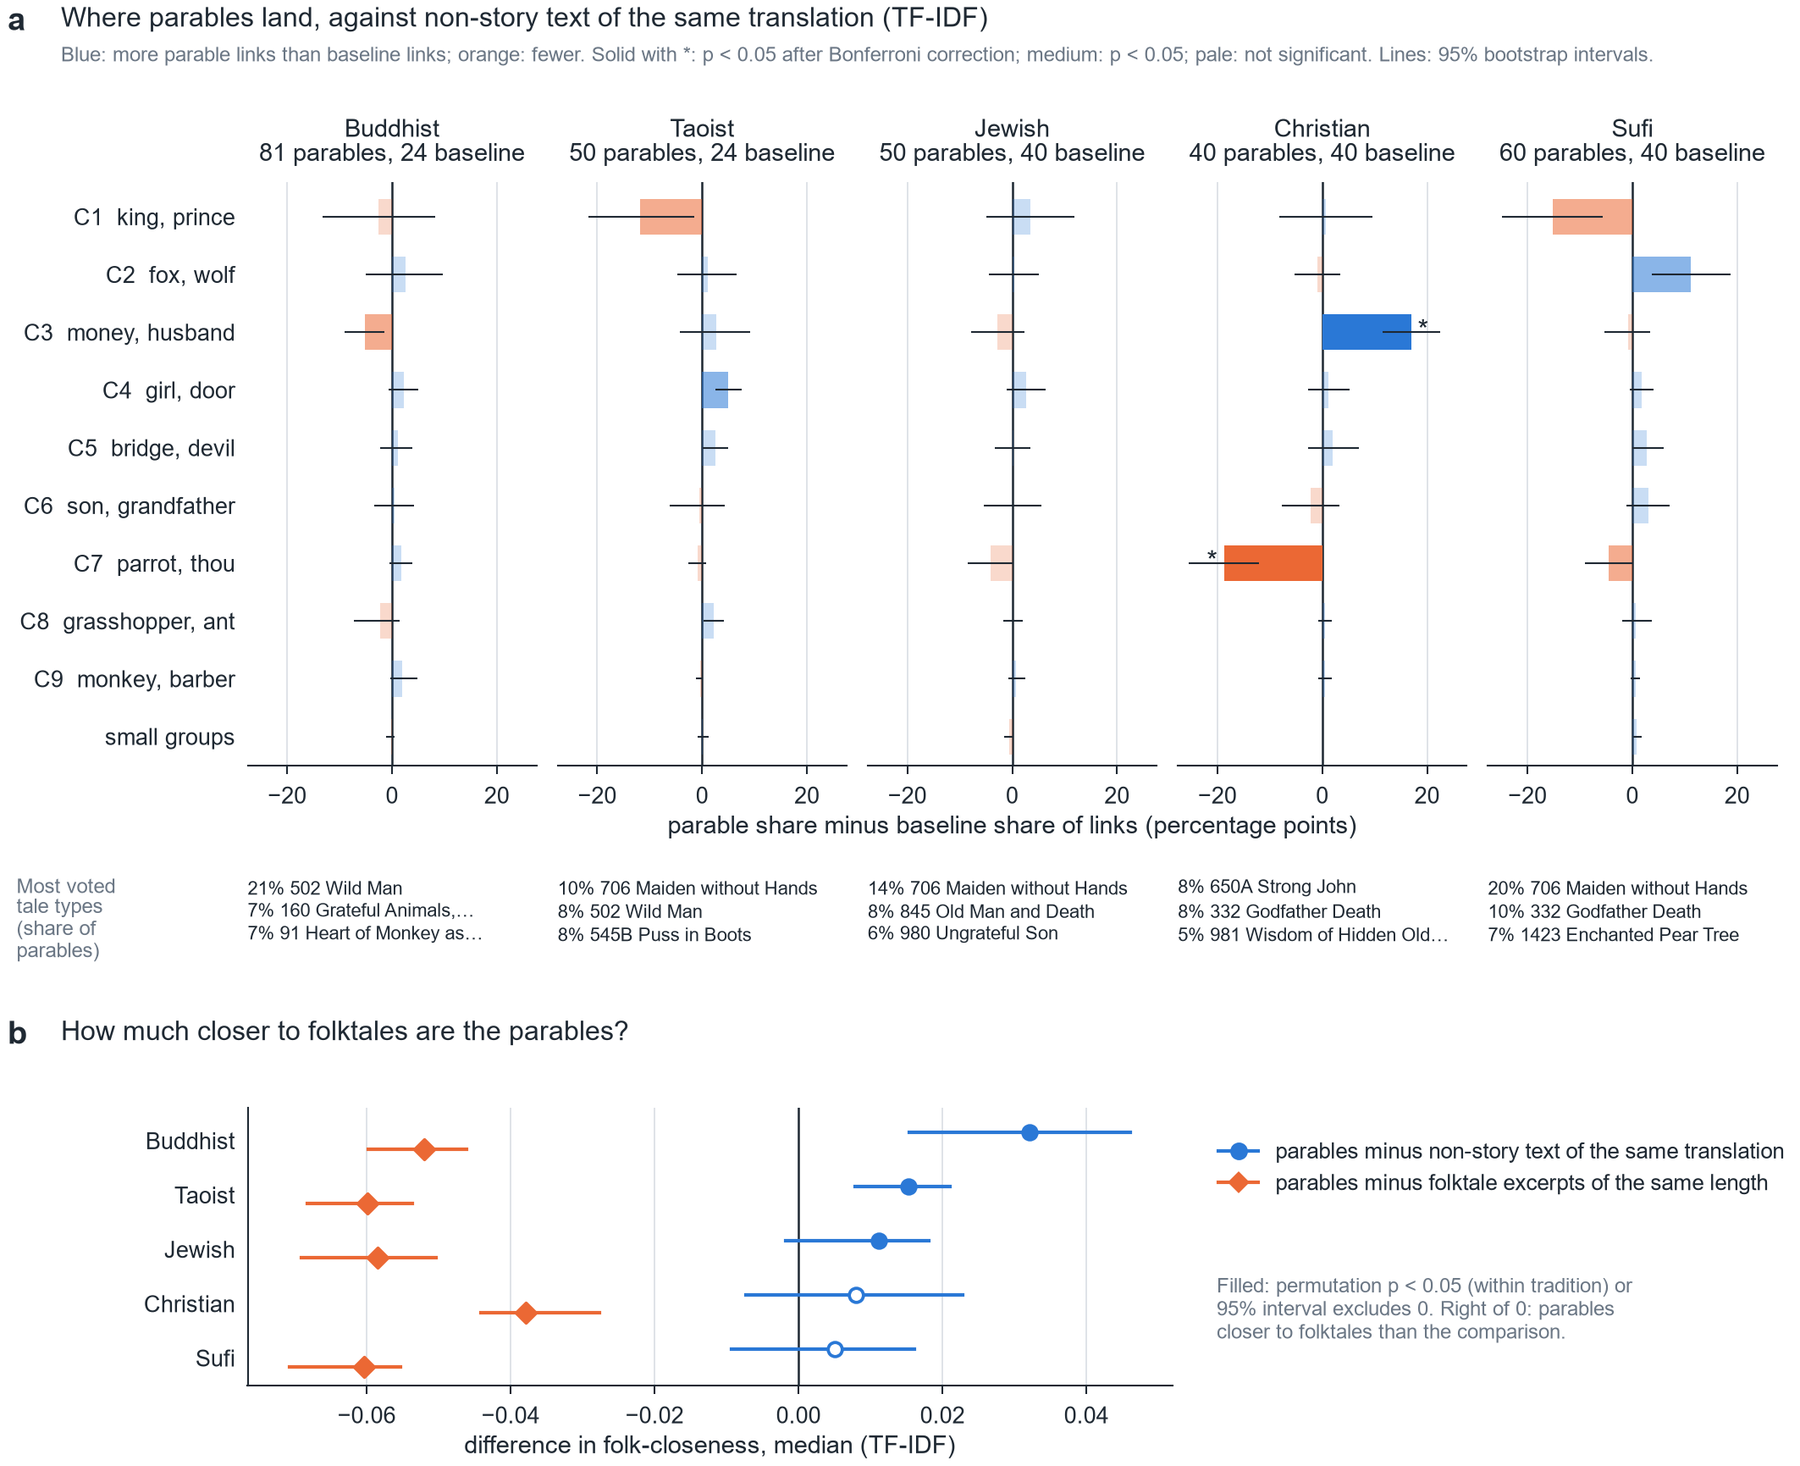 a Where parables land, against non-story text of the same translation (TF-IDF)
Blue: more parable links than baseline links; orange: fewer. Solid with *: p < 0.05 after Bonferroni correction; medium: p < 0.05; pale: not significant. Lines: 95% bootstrap intervals.
Buddhist
81 parables, 24 baseline
Taoist
50 parables, 24 baseline
Jewish
50 parables, 40 baseline
Christian
40 parables, 40 baseline
Sufi
60 parables, 40 baseline
C1 king, prince
C2 fox, wolf
C3 money, husband
*
C4 girl, door
C5 bridge, devil
C6 son, grandfather
C7 parrot, thou
*
C8 grasshopper, ant
C9 monkey, barber
small groups
−20 0 20
−20 0 20
−20 0 20
−20 0 20
−20 0 20
parable share minus baseline share of links (percentage points)
Most voted
tale types
(share of
parables)
21% 502 Wild Man
7% 160 Grateful Animals,…
7% 91 Heart of Monkey as…
10% 706 Maiden without Hands
8% 502 Wild Man
8% 545B Puss in Boots
14% 706 Maiden without Hands
8% 845 Old Man and Death
6% 980 Ungrateful Son
8% 650A Strong John
8% 332 Godfather Death
5% 981 Wisdom of Hidden Old…
20% 706 Maiden without Hands
10% 332 Godfather Death
7% 1423 Enchanted Pear Tree
b How much closer to folktales are the parables?
Buddhist
Taoist
Jewish
Christian
Sufi
−0.06 −0.04 −0.02 0.00 0.02 0.04
difference in folk-closeness, median (TF-IDF)
parables minus non-story text of the same translation
parables minus folktale excerpts of the same length
Filled: permutation p < 0.05 (within tradition) or
95% interval excludes 0. Right of 0: parables
closer to folktales than the comparison.